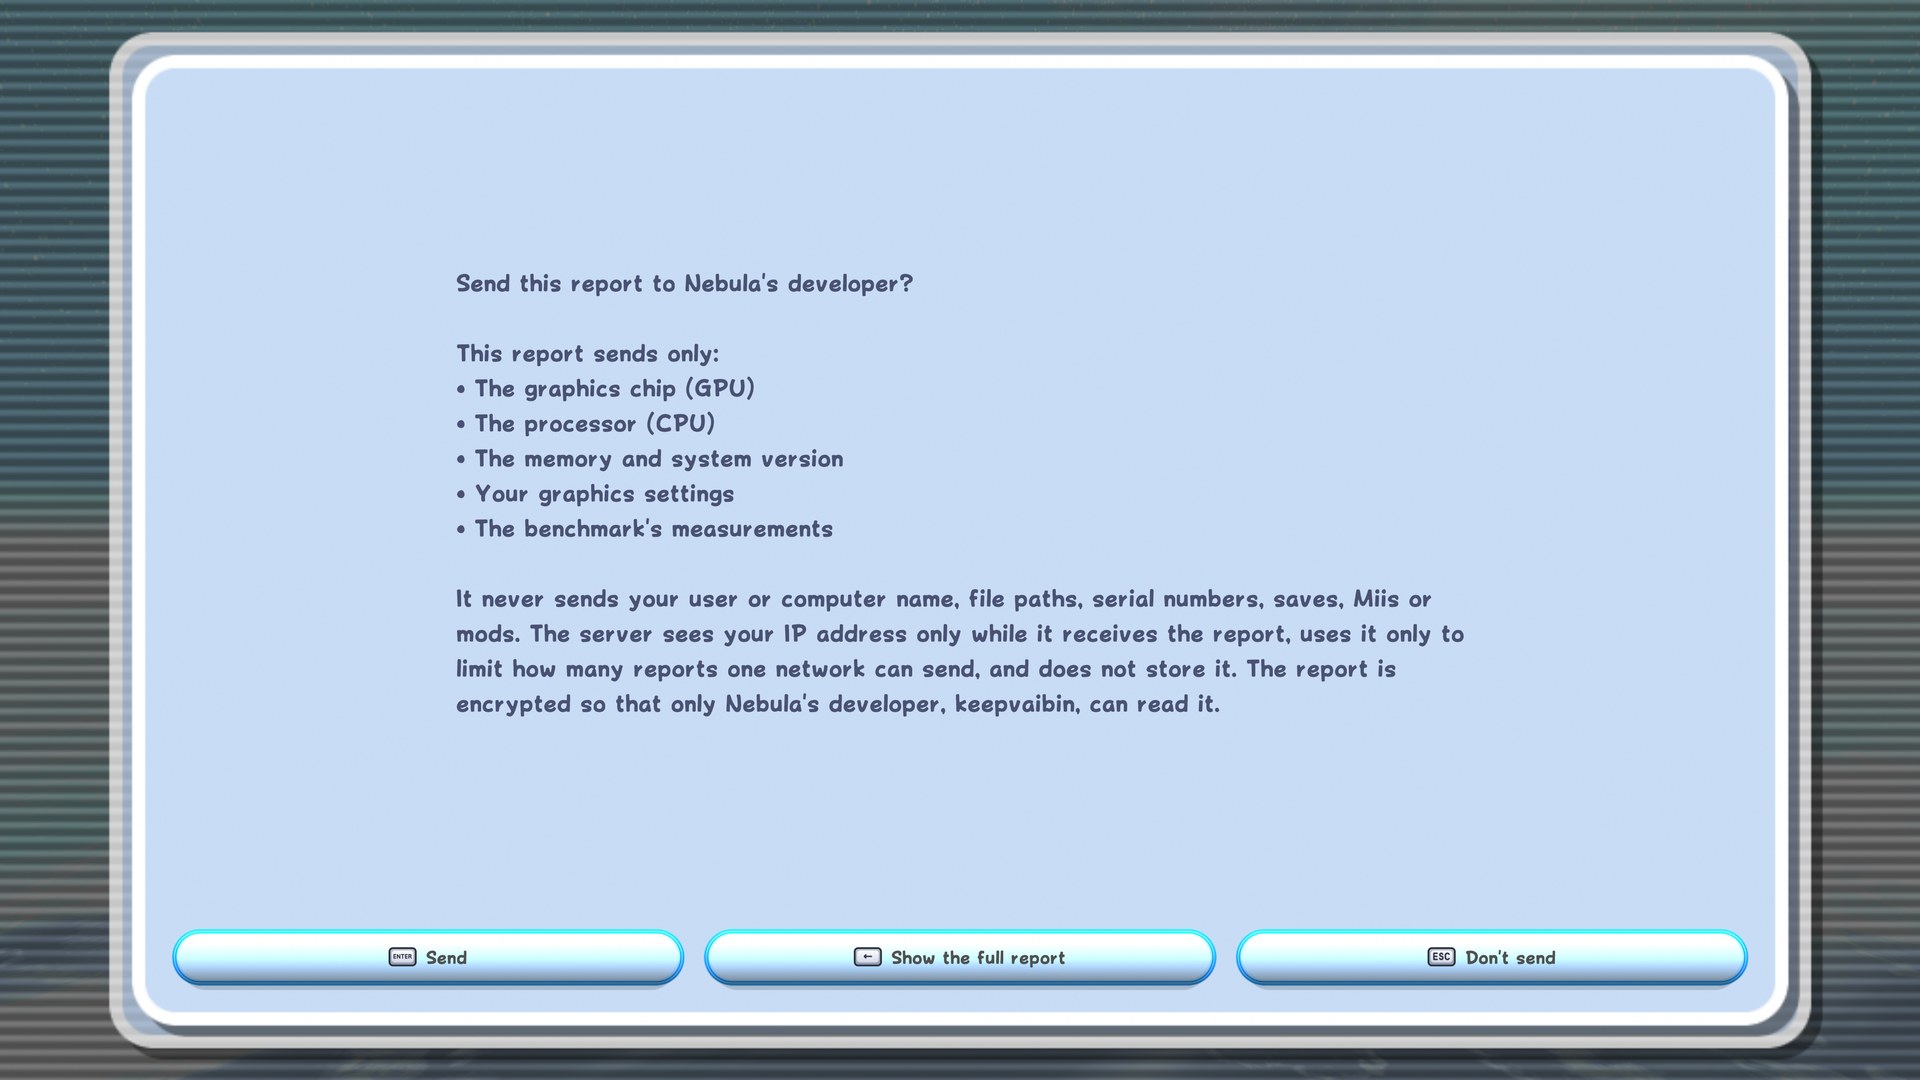 Send this report to Nebula's developer?
This report sends only:
• The graphics chip (GPU)
• The processor (CPU)
• The memory and system version
• Your graphics settings
• The benchmark's measurements
It never sends your user or computer name, file paths, serial numbers, saves, Miis or
mods. The server sees your IP address only while it receives the report, uses it only to
limit how many reports one network can send, and does not store it. The report is
encrypted so that only Nebula's developer, keepvaibin, can read it.
ENTER Send
← Show the full report
ESC Don't send